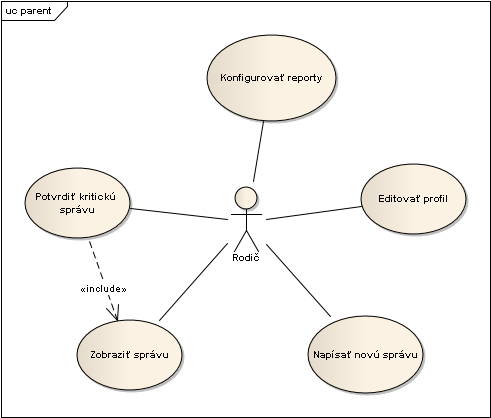 uc parent
Konfigurovať reporty
Potvrdiť kritickú
správu
Editovať profil
Rodič
«include»
Zobraziť správu
Napísať novú správu